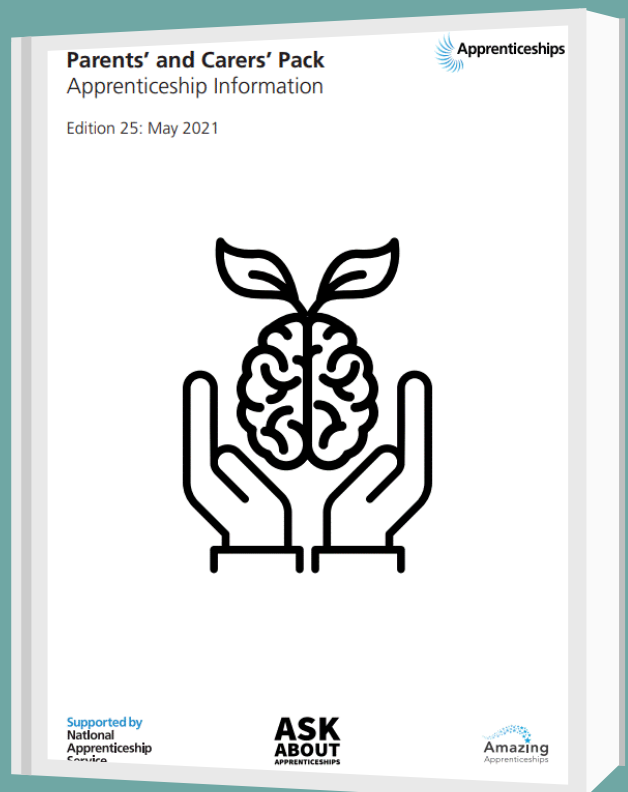 Parents' and Carers' Pack
Apprenticeship Information
Apprenticeships
Edition 25: May 2021
Supported by
National
Apprenticeship
Service
ASK
ABOUT
APPRENTICESHIPS
Amazing
Apprenticeships